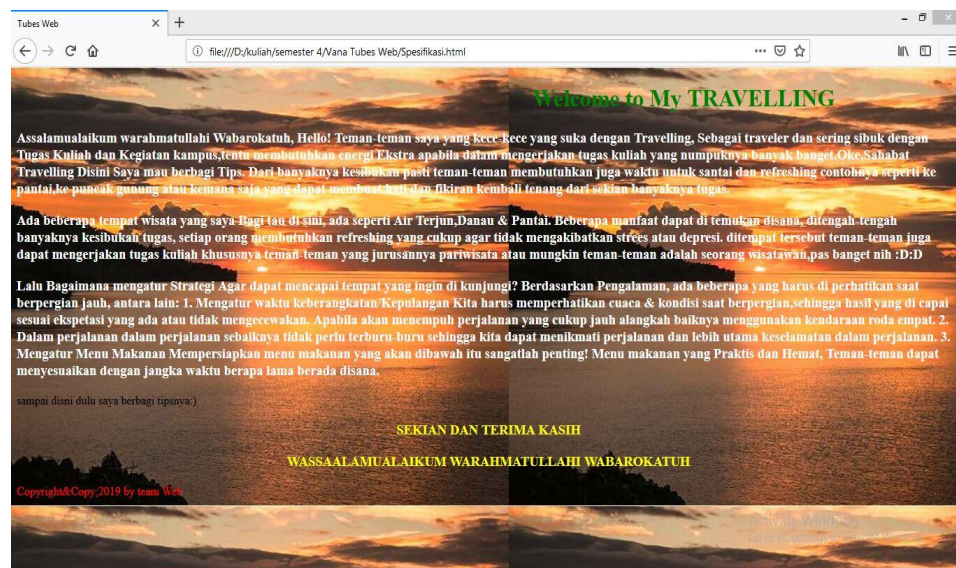 Tubes Web
file:///D:/kuliah/semester 4/Vana Tubes Web/Spesifikasi.html
Welcome to My TRAVELLING
Assalamualaikum warahmatullahi Wabarokatuh, Hello! Teman-teman saya yang kece-kece yang suka dengan Travelling, Sebagai traveler dan sering sibuk dengan
Tugas Kuliah dan Kegiatan kampus,tentu membutuhkan energi Ekstra apabila dalam mengerjakan tugas kuliah yang numpuknya banyak banget.Oke,Sahabat
Travelling Disini Saya mau berbagi Tips, Dari banyaknya kesibukan pasti teman-teman membutuhkan juga waktu untuk santai dan refreshing contohnya seperti ke
pantai,ke puncak gunung atau kemana saja yang dapat membuat hati dan fikiran kembali tenang dari sekian banyaknya tugas.
Ada beberapa tempat wisata yang saya Bagi tau di sini, ada seperti Air Terjun,Danau & Pantai. Beberapa manfaat dapat di temukan disana, ditengah-tengah
banyaknya kesibukan tugas, setiap orang membutuhkan refreshing yang cukup agar tidak mengakibatkan strees atau depresi. ditempat tersebut teman-teman juga
dapat mengerjakan tugas kuliah khususnya teman-teman yang jurusannya pariwisata atau mungkin teman-teman adalah seorang wisatawan,pas banget nih :D:D
Lalu Bagaimana mengatur Strategi Agar dapat mencapai tempat yang ingin di kunjungi? Berdasarkan Pengalaman, ada beberapa yang harus di perhatikan saat
berpergian jauh, antara lain: 1. Mengatur waktu keberangkatan/Kepulangan Kita harus memperhatikan cuaca & kondisi saat berpergian,sehingga hasil yang di capai
sesuai ekspetasi yang ada atau tidak mengecewakan. Apabila akan menempuh perjalanan yang cukup jauh alangkah baiknya menggunakan kendaraan roda empat. 2.
Dalam perjalanan dalam perjalanan sebaiknya tidak perlu terburu-buru sehingga kita dapat menikmati perjalanan dan lebih utama keselamatan dalam perjalanan. 3.
Mengatur Menu Makanan Mempersiapkan menu makanan yang akan dibawah itu sangatlah penting! Menu makanan yang Praktis dan Hemat, Teman-teman dapat
menyesuaikan dengan jangka waktu berapa lama berada disana.
sampai disni dulu saya berbagi tipsnya:)
SEKIAN DAN TERIMA KASIH
WASSAALAMUALAIKUM WARAHMATULLAHI WABAROKATUH
Copyright&Copy;2019 by team Web
Activate Windows
Go to PC settings to